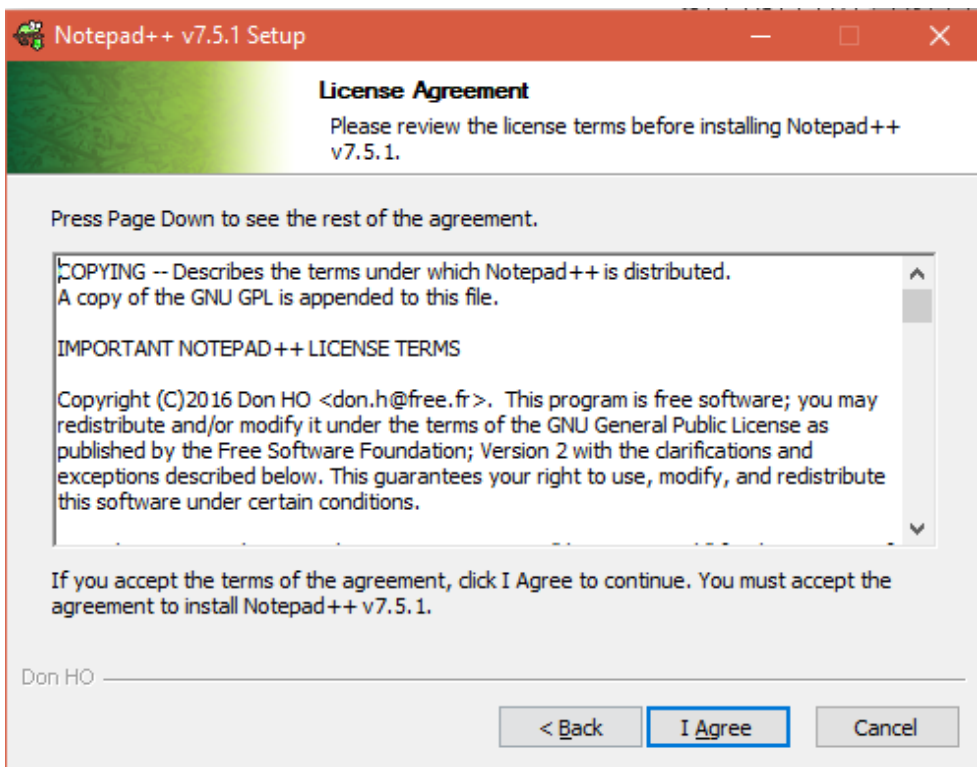 Notepad++ v7.5.1 Setup
License Agreement
Please review the license terms before installing Notepad++
v7.5.1.
Press Page Down to see the rest of the agreement.
COPYING -- Describes the terms under which Notepad++ is distributed.
A copy of the GNU GPL is appended to this file.
IMPORTANT NOTEPAD++ LICENSE TERMS
Copyright (C)2016 Don HO <don.h@free.fr>.  This program is free software; you may
redistribute and/or modify it under the terms of the GNU General Public License as
published by the Free Software Foundation; Version 2 with the clarifications and
exceptions described below. This guarantees your right to use, modify, and redistribute
this software under certain conditions.
If you accept the terms of the agreement, click I Agree to continue. You must accept the
agreement to install Notepad++ v7.5.1.
Don HO
< Back
I Agree
Cancel